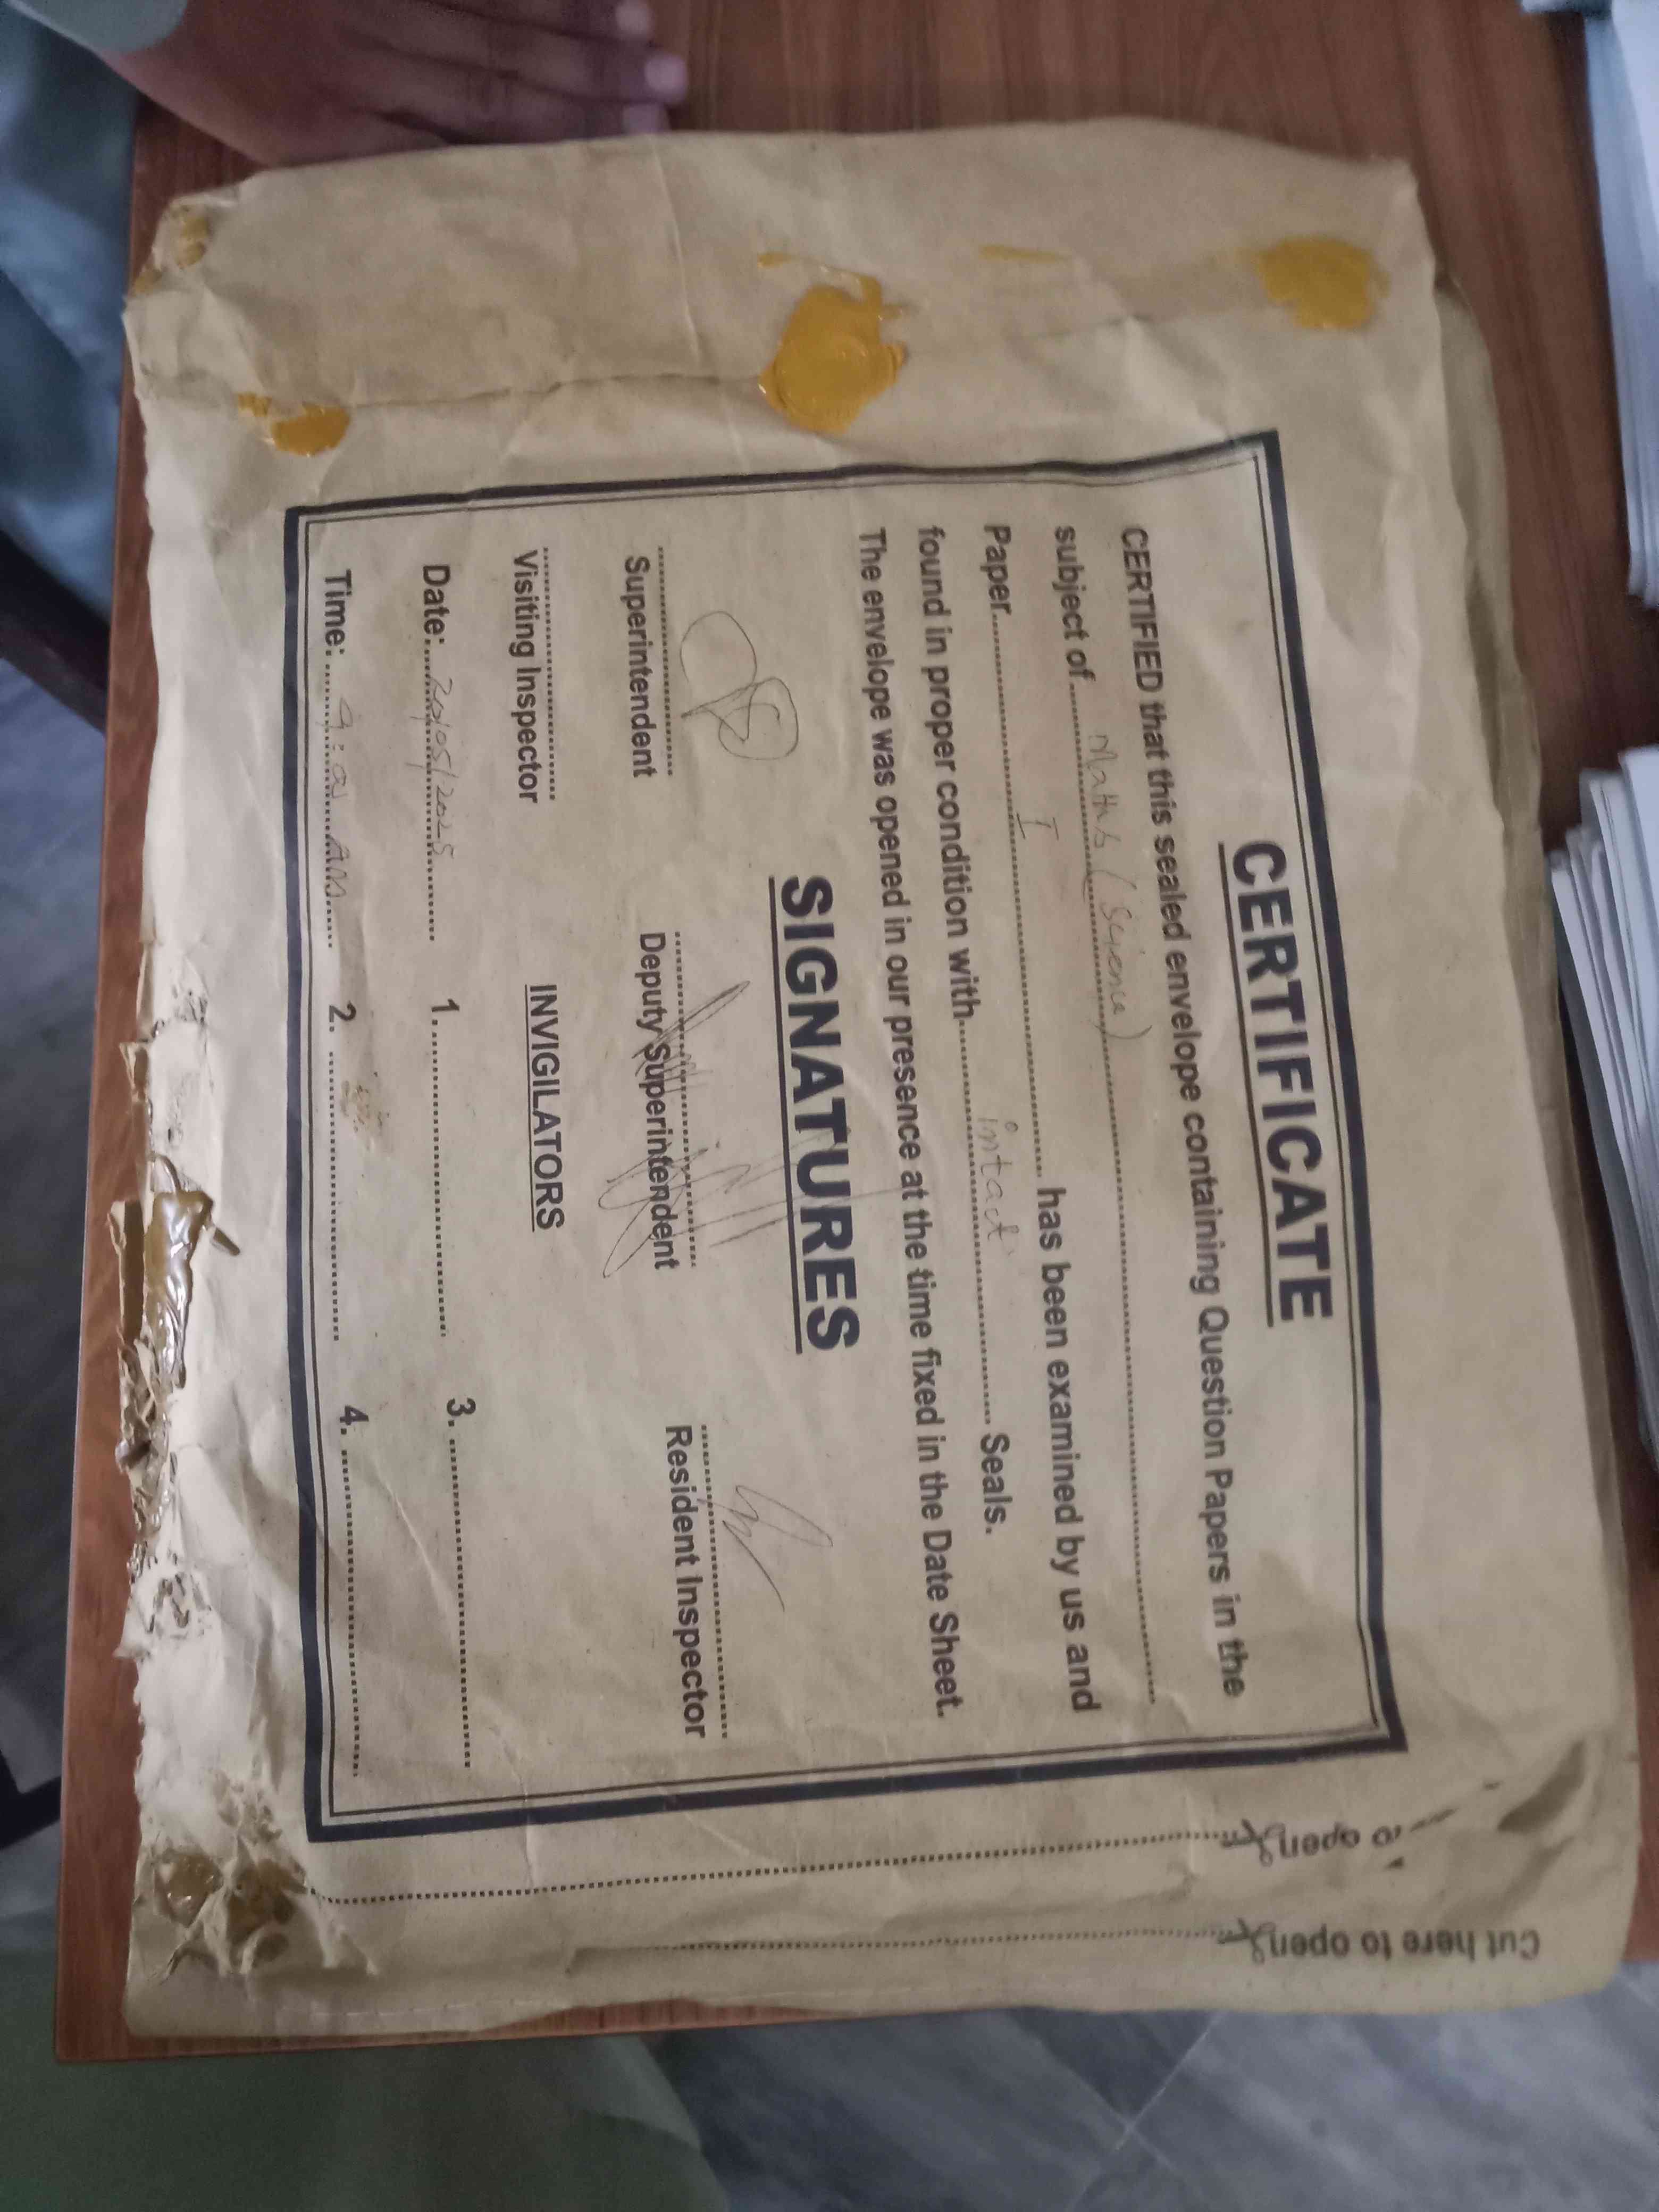 CERTIFICATE
CERTIFIED that this sealed envelope containing Question Papers in the
subject of Maths (Science)
Paper I has been examined by us and
found in proper condition with intact Seals.
The envelope was opened in our presence at the time fixed in the Date Sheet.
SIGNATURES
Superintendent Deputy Superintendent Resident Inspector
Visiting Inspector INVIGILATORS
Date: 20/05/2025 1. 3.
Time: AM 2. 4.
to open
Cut here to open